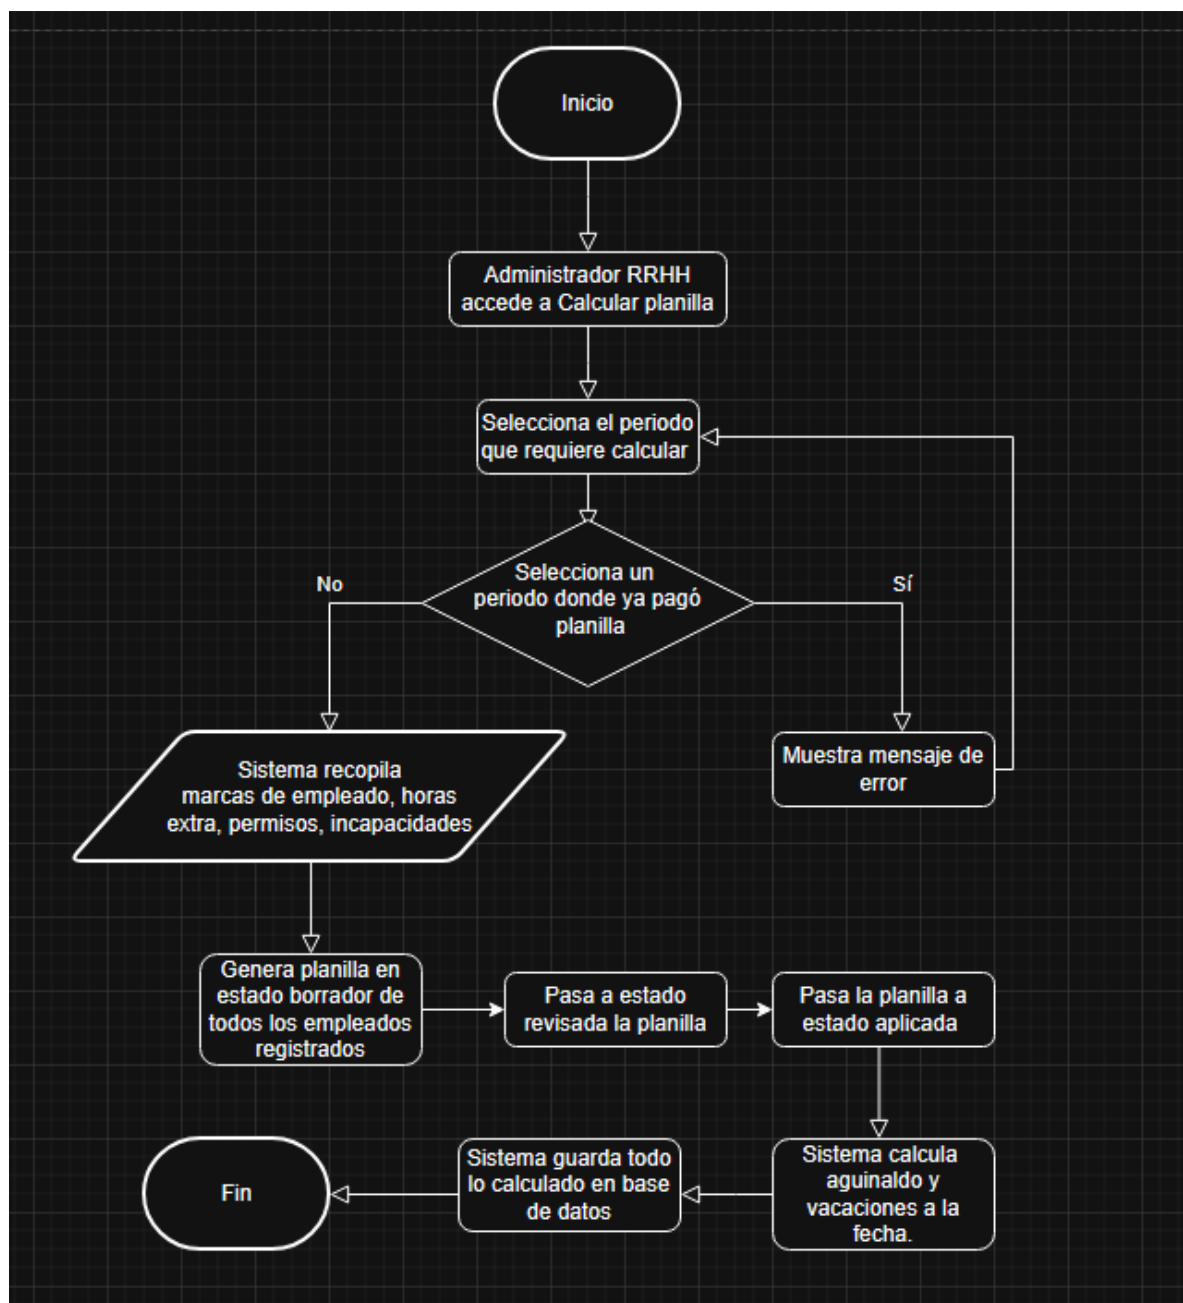 Inicio
Administrador RRHH
accede a Calcular planilla
Selecciona el periodo
que requiere calcular
Selecciona un
periodo donde ya pagó
planilla
No
Sí
Sistema recopila
marcas de empleado, horas
extra, permisos, incapacidades
Muestra mensaje de
error
Genera planilla en
estado borrador de
todos los empleados
registrados
Pasa a estado
revisada la planilla
Pasa la planilla a
estado aplicada
Sistema calcula
aguinaldo y
vacaciones a la
fecha.
Sistema guarda todo
lo calculado en base
de datos
Fin